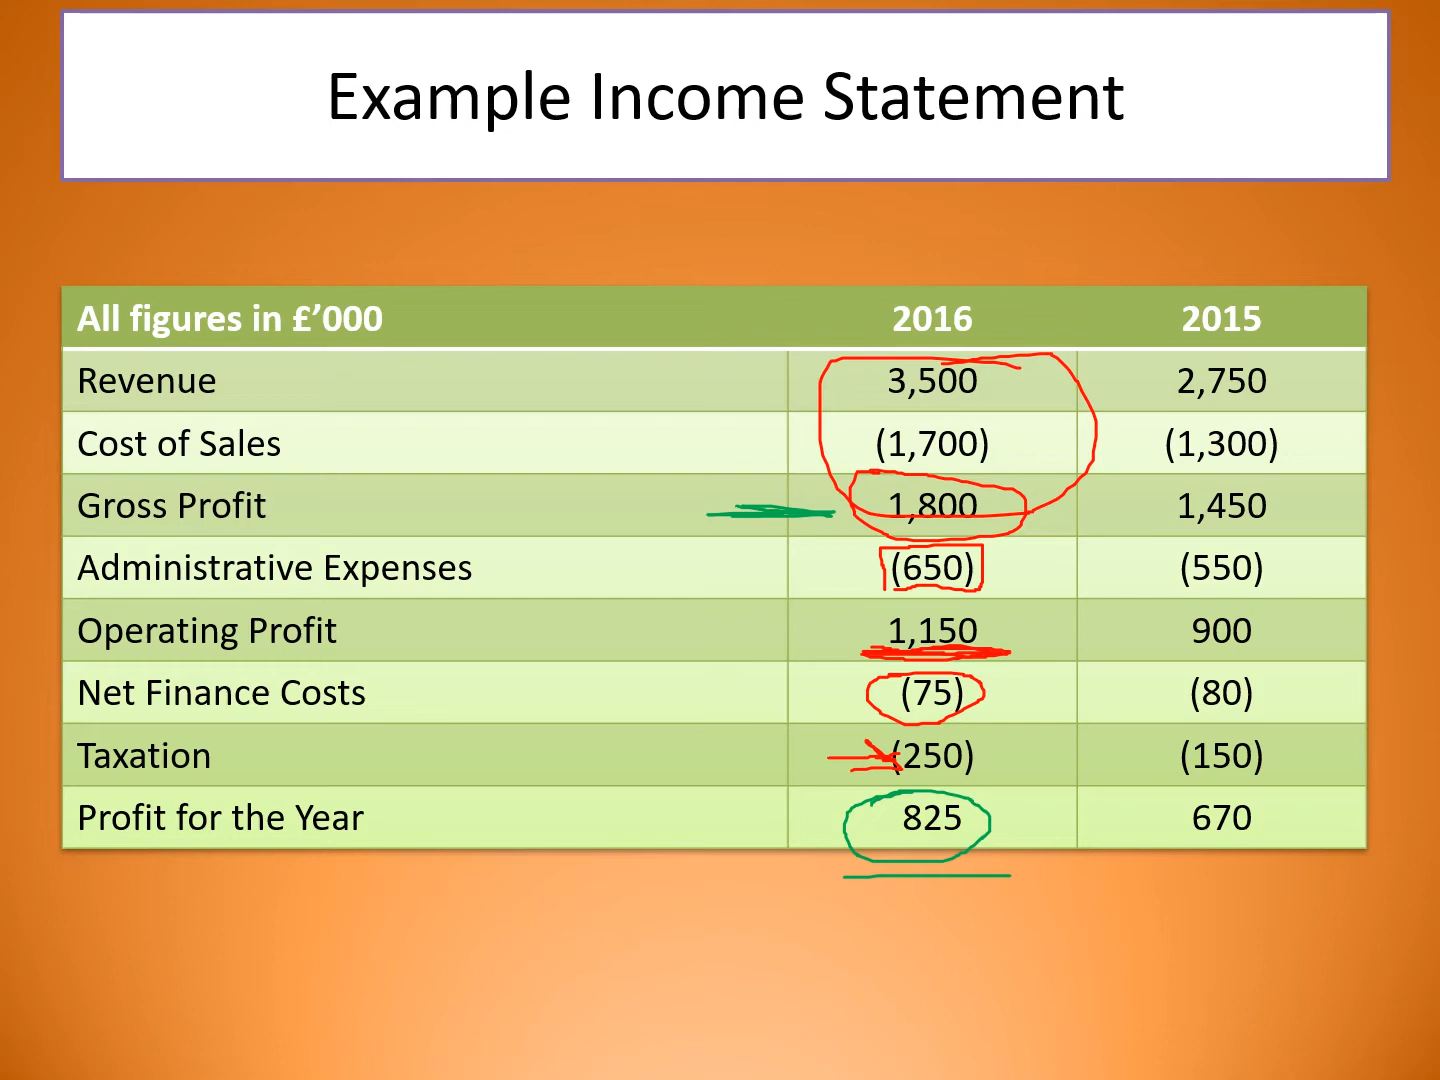 Example Income Statement
All figures in £’000 2016 2015
Revenue 3,500 2,750
Cost of Sales (1,700) (1,300)
Gross Profit 1,800 1,450
Administrative Expenses (650) (550)
Operating Profit 1,150 900
Net Finance Costs (75) (80)
Taxation (250) (150)
Profit for the Year 825 670